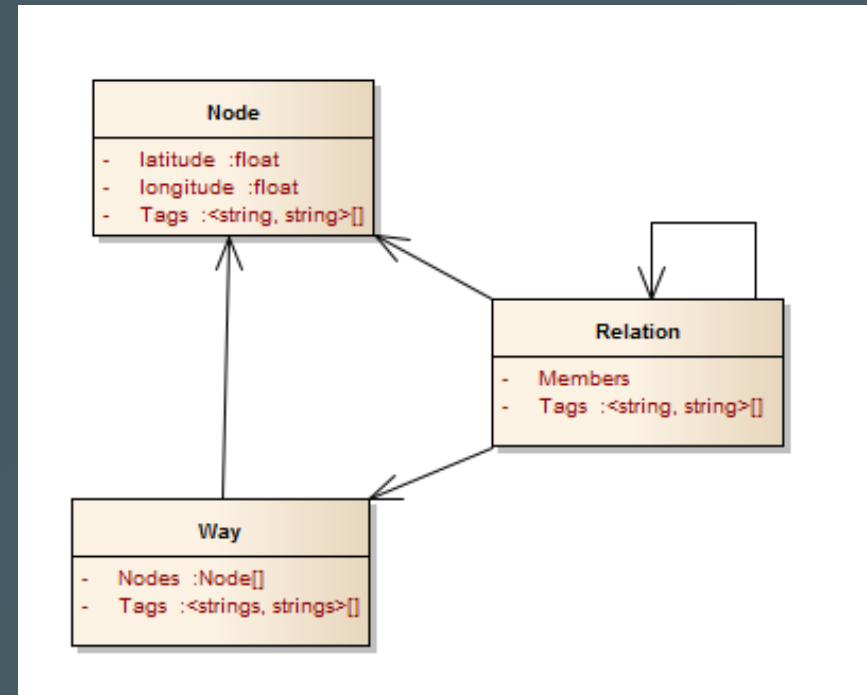 Node
- latitude :float
- longitude :float
- Tags :<string, string>[]
Relation
- Members
- Tags :<string, string>[]
Way
- Nodes :Node[]
- Tags :<strings, strings>[]